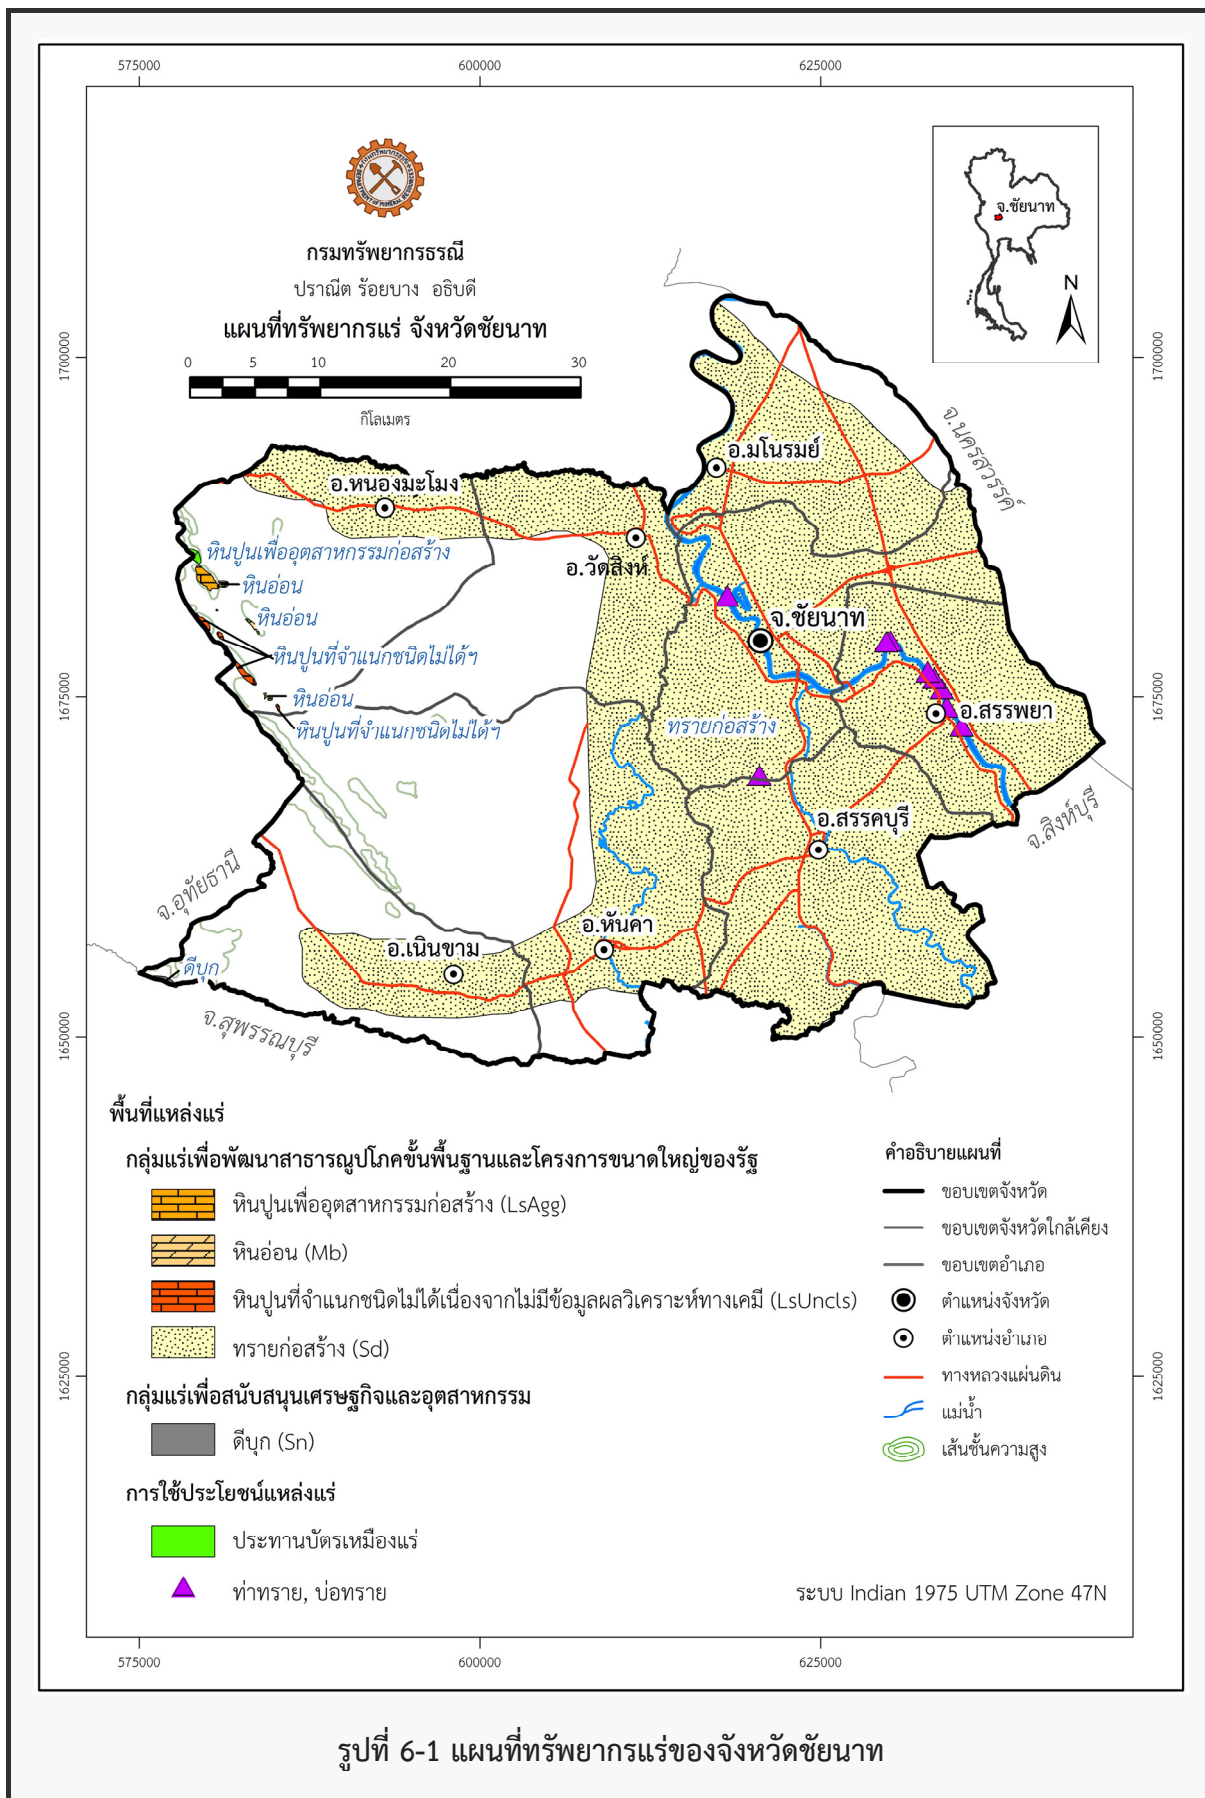 575000
600000
625000
กรมทรัพยากรธรณี
DEPARTMENT OF MINERAL RESOURCES
กรมทรัพยากรธรณี
ปราณีต ร้อยบาง อธิบดี
แผนที่ทรัพยากรแร่ จังหวัดชัยนาท
0 5 10 20 30
กิโลเมตร
จ.ชัยนาท
N
1700000
1700000
จ.นครสวรรค์
อ.มโนรมย์
อ.หนองมะโมง
อ.วัดสิงห์
หินปูนเพื่ออุตสาหกรรมก่อสร้าง
หินอ่อน
หินอ่อน
จ.ชัยนาท
หินปูนที่จำแนกชนิดไม่ได้ฯ
หินอ่อน
1675000
1675000
อ.สรรพยา
ทรายก่อสร้าง
หินปูนที่จำแนกชนิดไม่ได้ฯ
อ.สรรคบุรี
จ.สิงห์บุรี
จ.อุทัยธานี
อ.หันคา
อ.เนินขาม
ดีบุก
จ.สุพรรณบุรี
1650000
1650000
พื้นที่แหล่งแร่
กลุ่มแร่เพื่อพัฒนาสาธารณูปโภคขั้นพื้นฐานและโครงการขนาดใหญ่ของรัฐ
หินปูนเพื่ออุตสาหกรรมก่อสร้าง (LsAgg)
หินอ่อน (Mb)
หินปูนที่จำแนกชนิดไม่ได้เนื่องจากไม่มีข้อมูลผลวิเคราะห์ทางเคมี (LsUncls)
ทรายก่อสร้าง (Sd)
กลุ่มแร่เพื่อสนับสนุนเศรษฐกิจและอุตสาหกรรม
ดีบุก (Sn)
การใช้ประโยชน์แหล่งแร่
ประทานบัตรเหมืองแร่
ท่าทราย, บ่อทราย
คำอธิบายแผนที่
ขอบเขตจังหวัด
ขอบเขตจังหวัดใกล้เคียง
ขอบเขตอำเภอ
ตำแหน่งจังหวัด
ตำแหน่งอำเภอ
ทางหลวงแผ่นดิน
แม่น้ำ
เส้นชั้นความสูง
1625000
1625000
ระบบ Indian 1975 UTM Zone 47N
575000
600000
625000
รูปที่ 6-1 แผนที่ทรัพยากรแร่ของจังหวัดชัยนาท